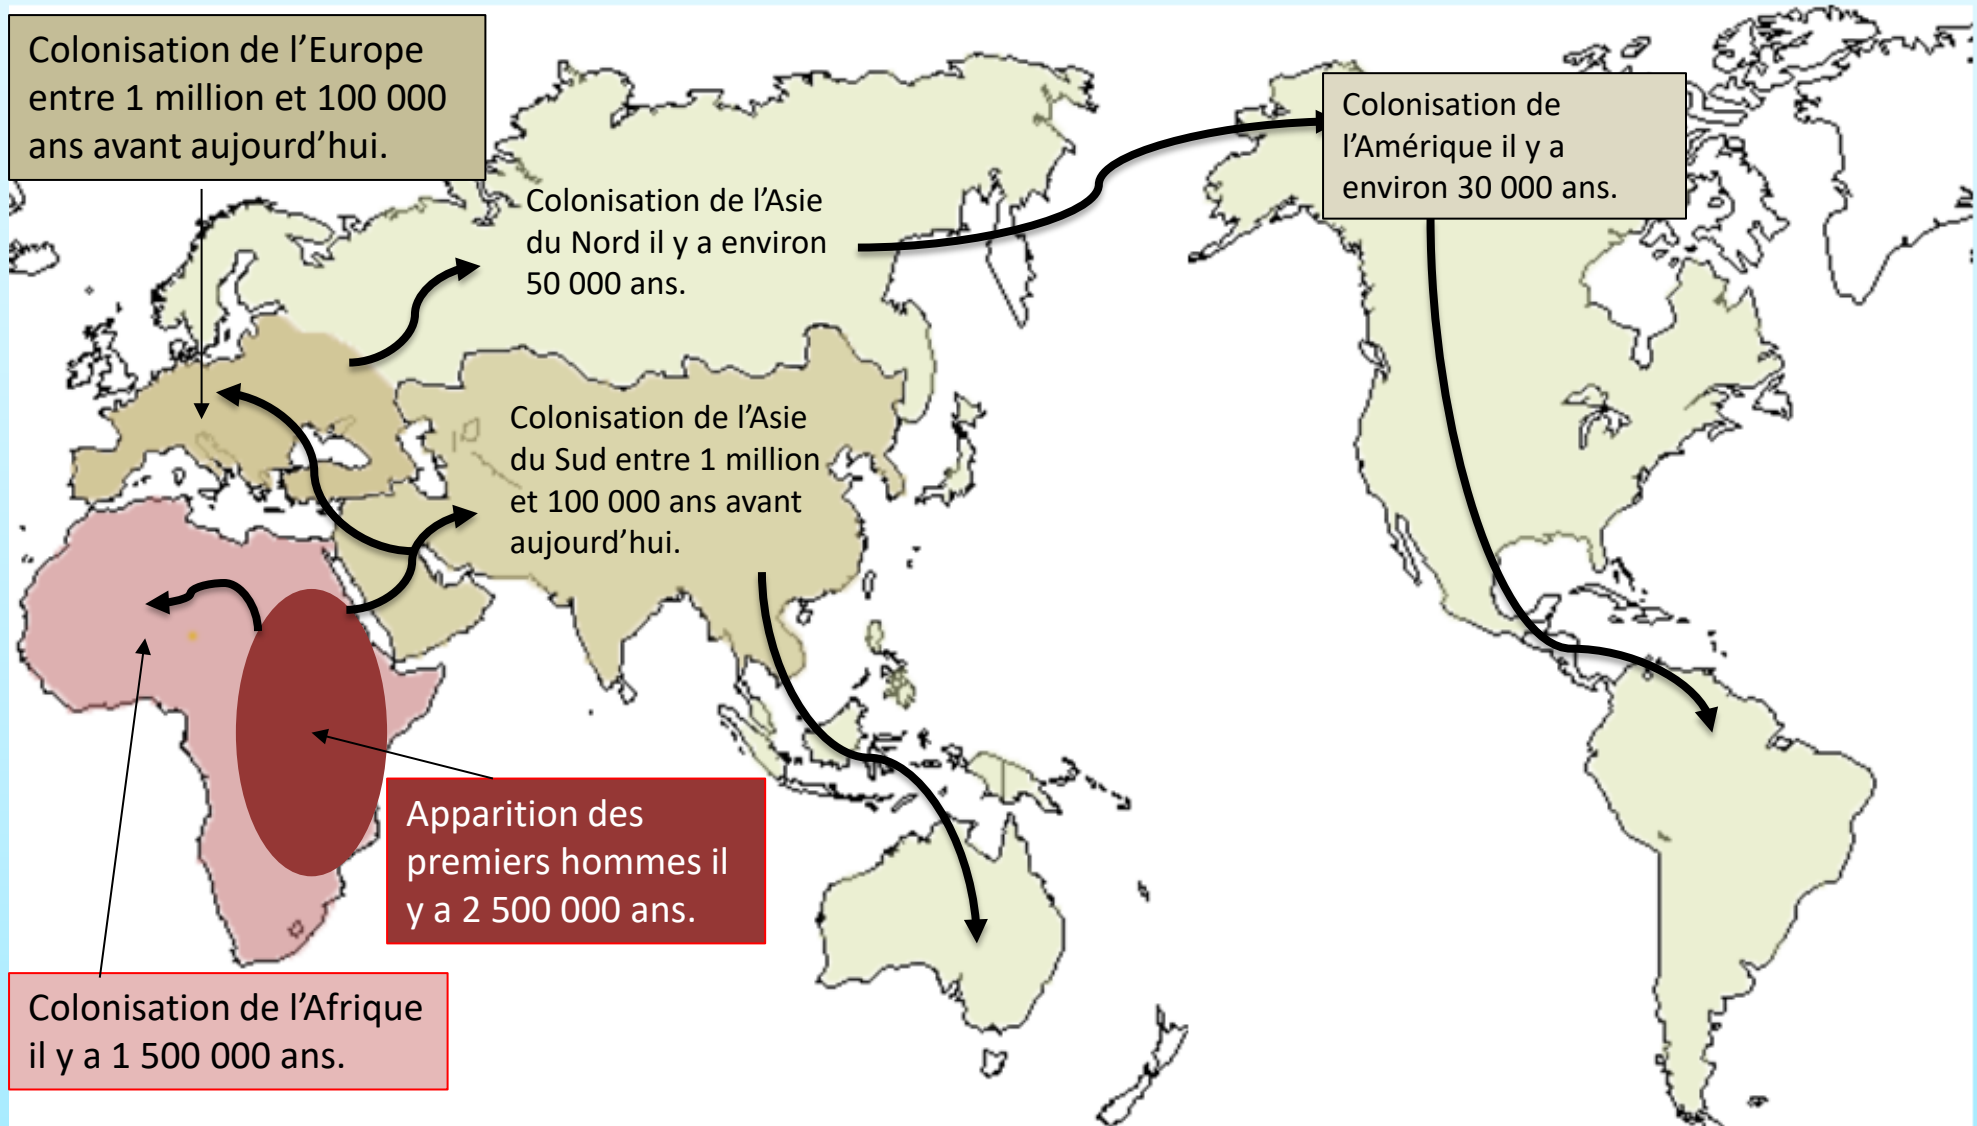 Colonisation de l’Europe
entre 1 million et 100 000
ans avant aujourd’hui.
Colonisation de
l’Amérique il y a
environ 30 000 ans.
Colonisation de l’Asie
du Nord il y a environ
50 000 ans.
Colonisation de l’Asie
du Sud entre 1 million
et 100 000 ans avant
aujourd’hui.
Apparition des
premiers hommes il
y a 2 500 000 ans.
Colonisation de l’Afrique
il y a 1 500 000 ans.